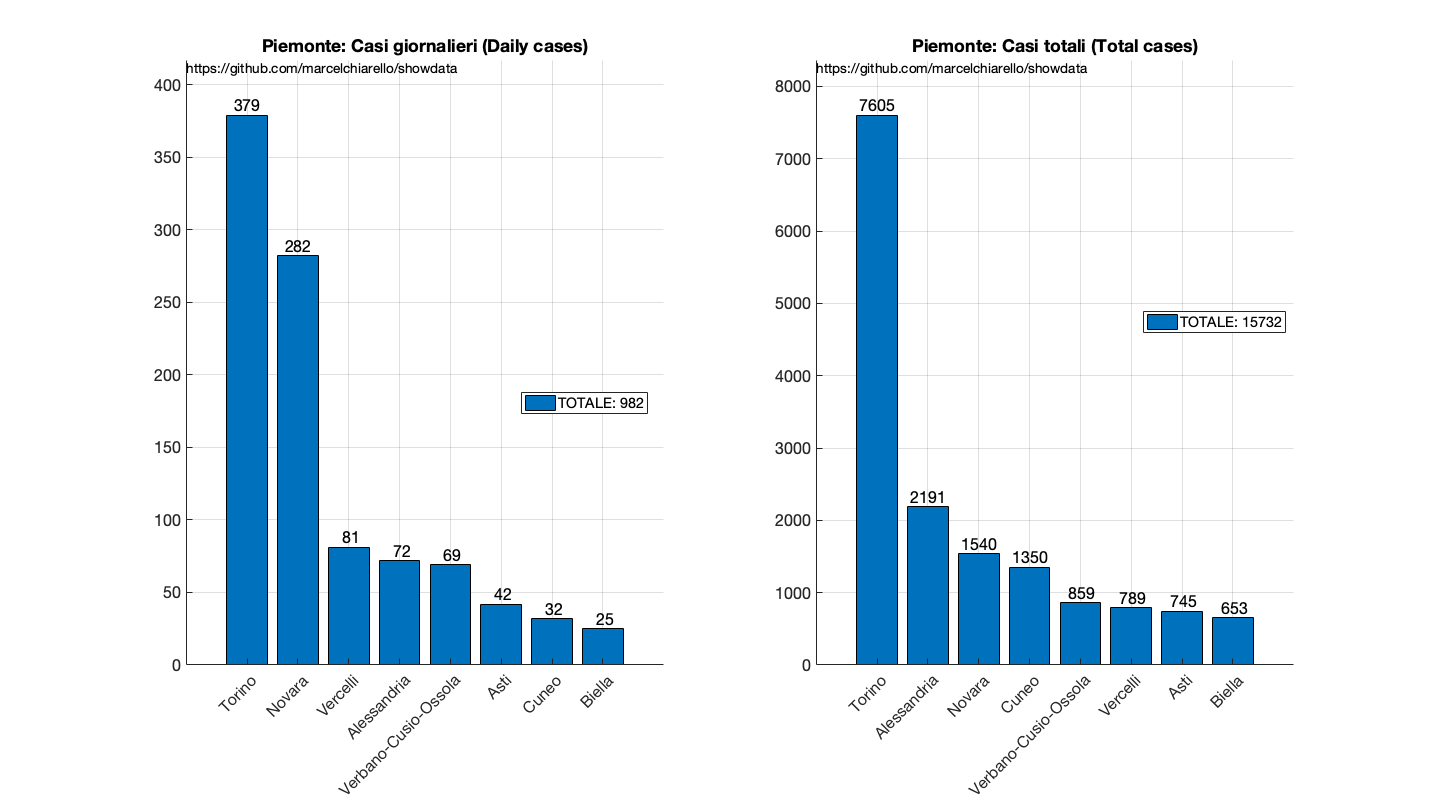 Piemonte: Casi giornalieri (Daily cases)
https://github.com/marcelchiarello/showdata
400
350
300
250
200
150
100
50
0
379
282
81
72
69
42
32
25
TOTALE: 982
Torino
Novara
Vercelli
Alessandria
Verbano-Cusio-Ossola
Asti
Cuneo
Biella
Piemonte: Casi totali (Total cases)
https://github.com/marcelchiarello/showdata
8000
7000
6000
5000
4000
3000
2000
1000
0
7605
2191
1540
1350
859
789
745
653
TOTALE: 15732
Torino
Alessandria
Novara
Cuneo
Verbano-Cusio-Ossola
Vercelli
Asti
Biella